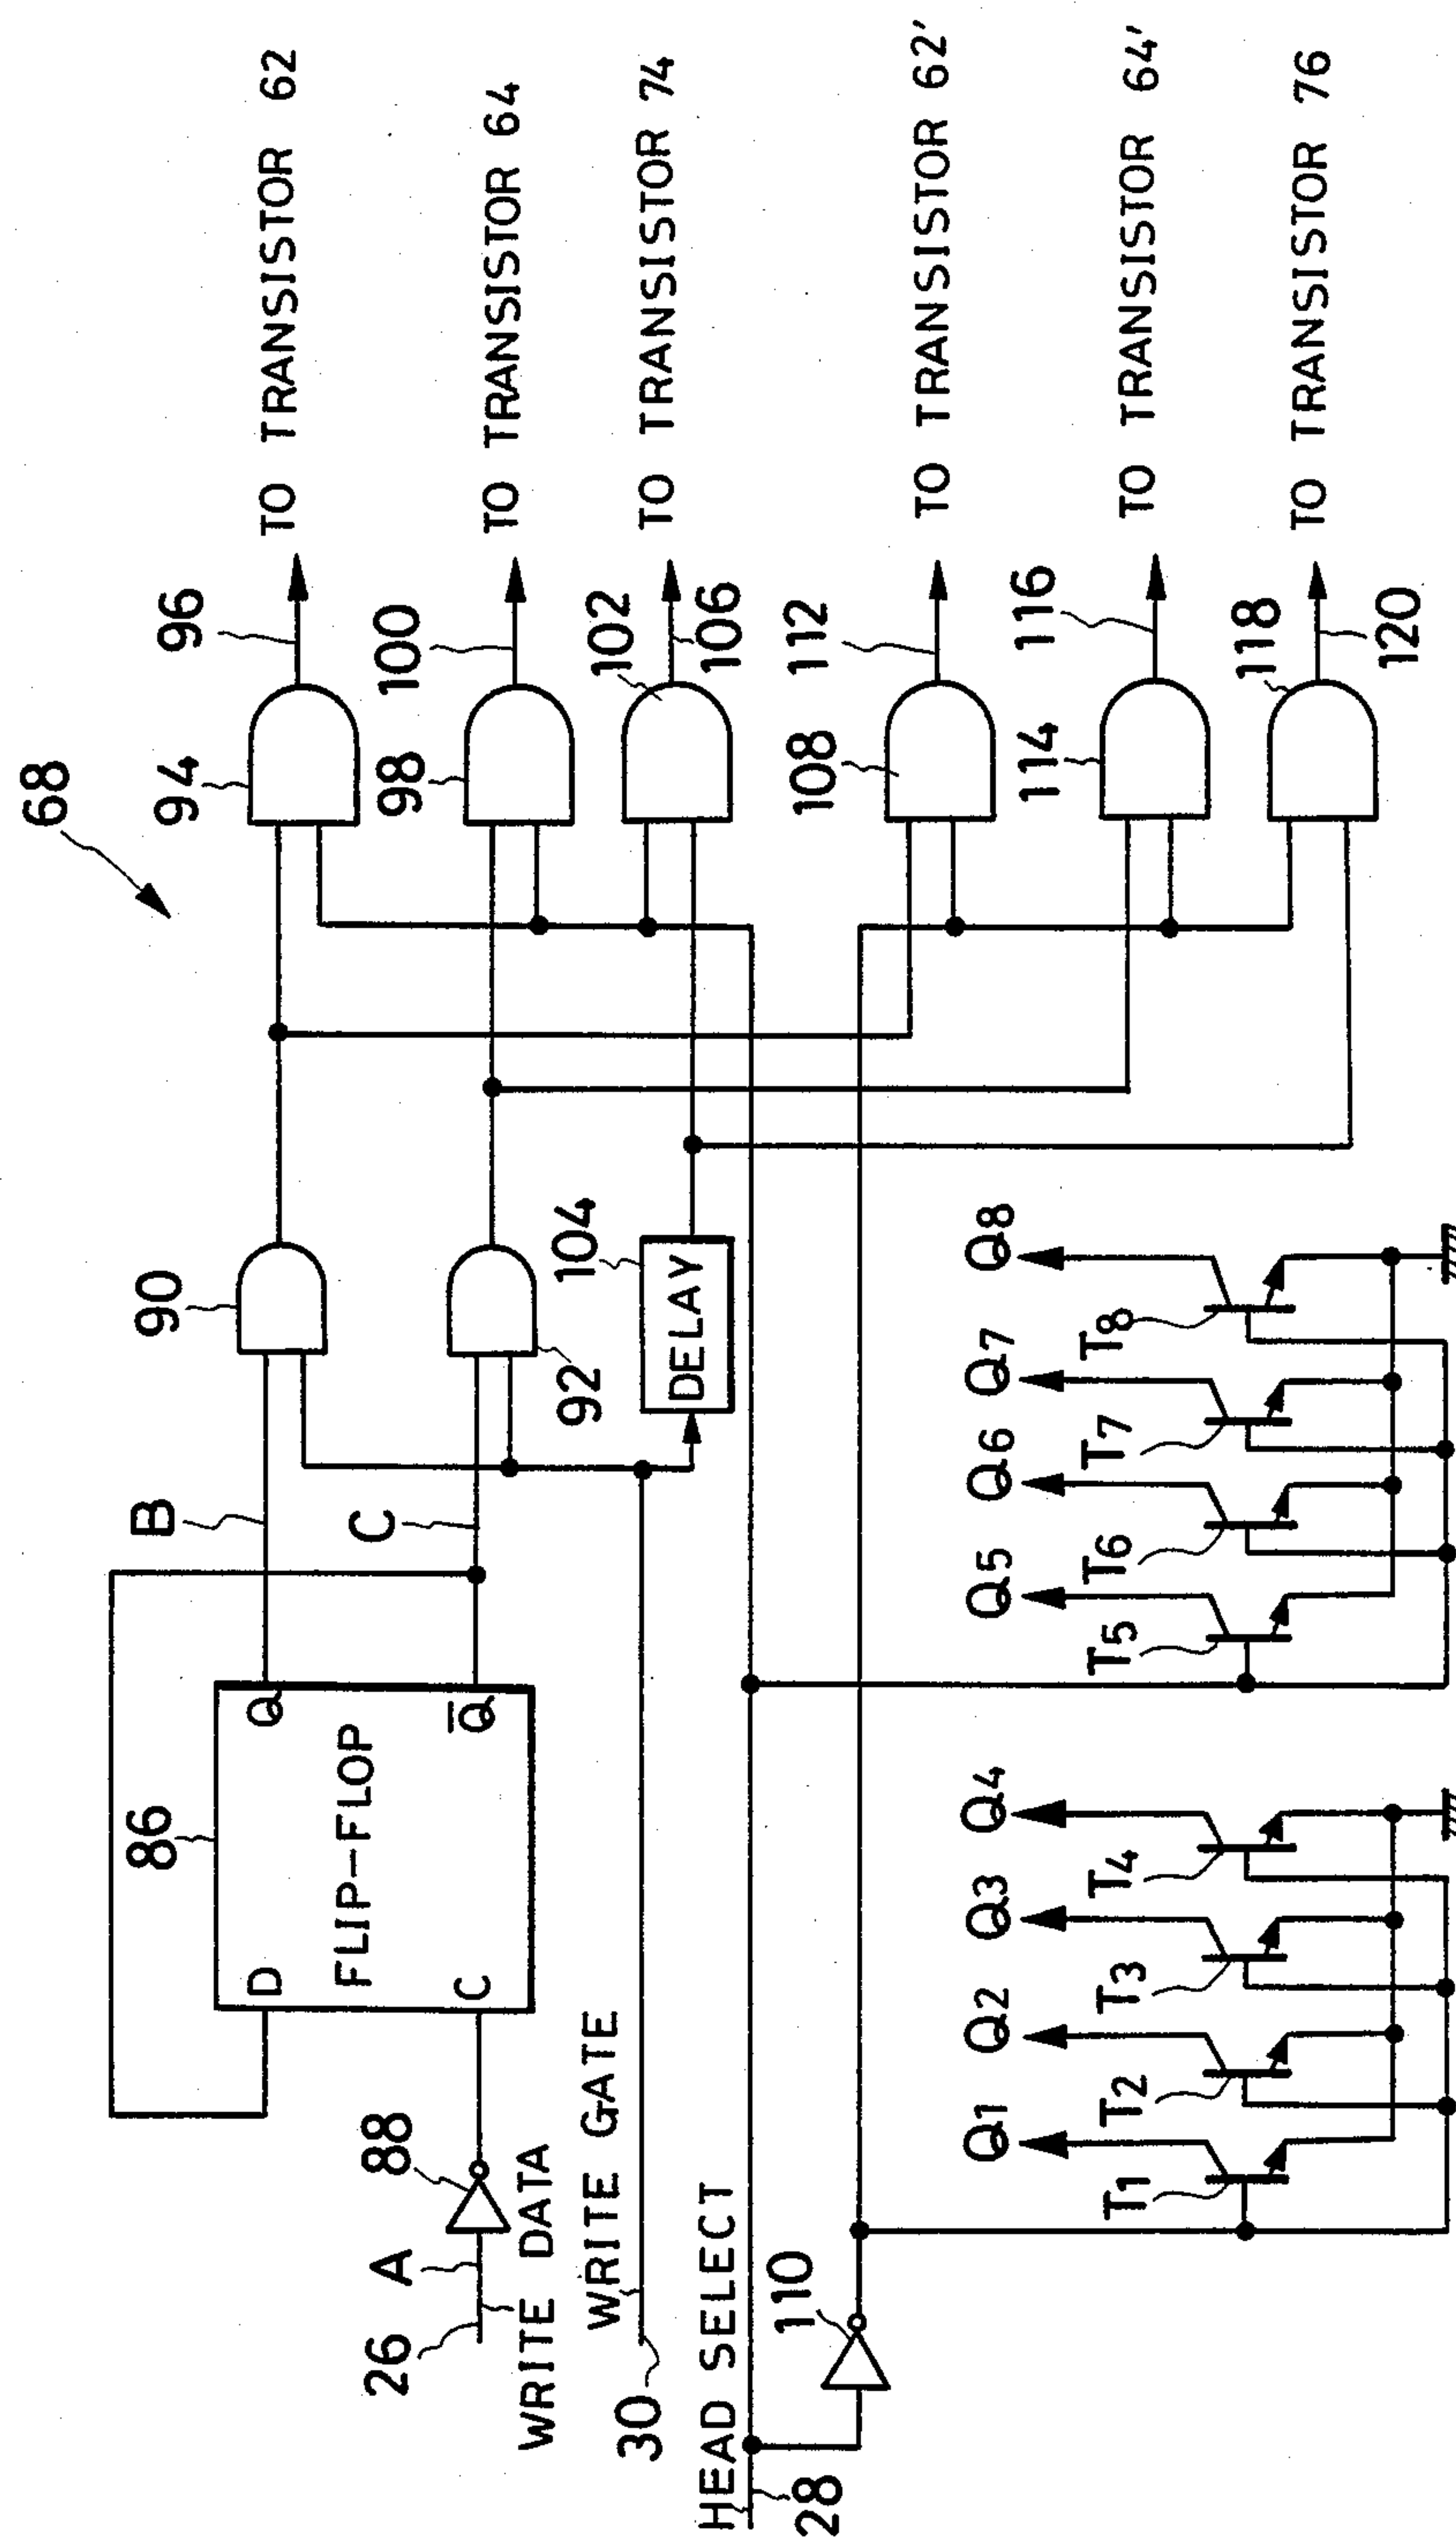 68
94
96
TO TRANSISTOR 62
98
100
TO TRANSISTOR 64
102
106
TO TRANSISTOR 74
108
112
TO TRANSISTOR 62'
114
116
TO TRANSISTOR 64'
118
120
TO TRANSISTOR 76
86
D
Q
FLIP-FLOP
C
Q̅
B
C
90
92
104
DELAY
88
A
26
WRITE DATA
WRITE GATE
30
HEAD SELECT
28
110
Q1
Q2
Q3
Q4
Q5
Q6
Q7
Q8
T1
T2
T3
T4
T5
T6
T7
T8